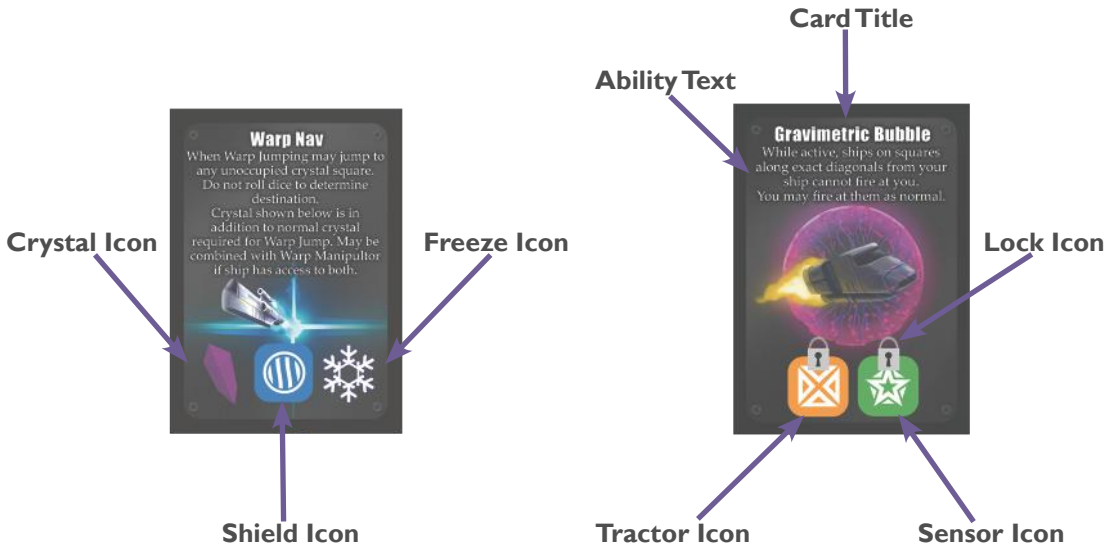 Card Title
Ability Text
Warp Nav
When Warp Jumping may jump to
any unoccupied crystal square.
Do not roll dice to determine
destination.
Crystal shown below is in
addition to normal crystal
required for Warp Jump. May be
combined with Warp Manipultor
if ship has access to both.
Gravimetric Bubble
While active, ships on squares
along exact diagonals from your
ship cannot fire at you.
You may fire at them as normal.
Crystal Icon
Freeze Icon
Lock Icon
Shield Icon
Tractor Icon
Sensor Icon